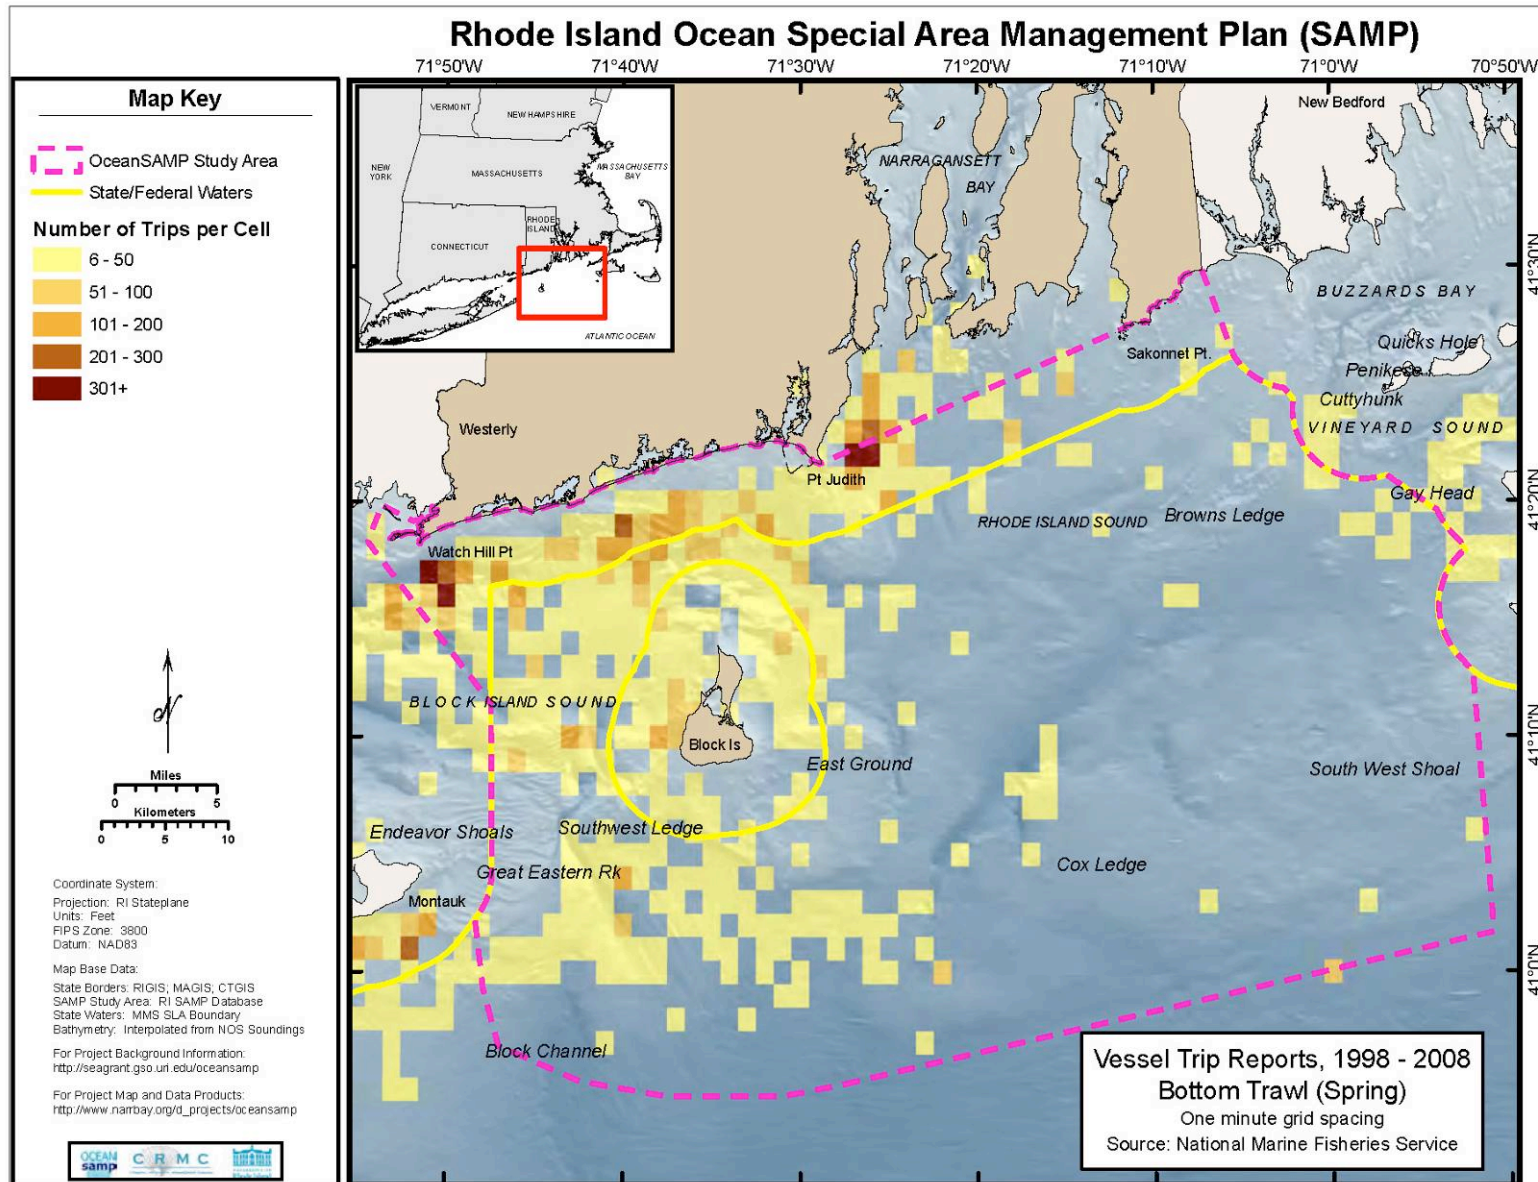 Rhode Island Ocean Special Area Management Plan (SAMP)
71°50'W
71°40'W
71°30'W
71°20'W
71°10'W
71°0'W
70°50'W
Map Key
OceanSAMP Study Area
State/Federal Waters
Number of Trips per Cell
6 - 50
51 - 100
101 - 200
201 - 300
301+
Miles
0 5
Kilometers
0 5 10
Coordinate System:
Projection: RI Stateplane
Units: Feet
FIPS Zone: 3800
Datum: NAD83
Map Base Data:
State Borders: RIGIS; MAGIS; CTGIS
SAMP Study Area: RI SAMP Database
State Waters: MMS SLA Boundary
Bathymetry: Interpolated from NOS Soundings
For Project Background Information:
http://seagrant.gso.uri.edu/oceansamp
For Project Map and Data Products:
http://www.narrbay.org/d_projects/oceansamp
OCEAN
samp
CRMC
VERMONT
NEW HAMPSHIRE
NEW
YORK
MASSACHUSETTS
MASSACHUSETTS
BAY
CONNECTICUT
RHODE
ISLAND
ATLANTIC OCEAN
NARRAGANSETT
BAY
New Bedford
41°30'N
BUZZARDS BAY
Quicks Hole
Penikese
Sakonnet Pt.
Cuttyhunk
VINEYARD SOUND
Westerly
Pt Judith
Gay Head
41°20'N
RHODE ISLAND SOUND
Browns Ledge
Watch Hill Pt
BLOCK ISLAND SOUND
Block Is
41°10'N
East Ground
South West Shoal
Endeavor Shoals
Southwest Ledge
Great Eastern Rk
Cox Ledge
Montauk
41°0'N
Block Channel
Vessel Trip Reports, 1998 - 2008
Bottom Trawl (Spring)
One minute grid spacing
Source: National Marine Fisheries Service